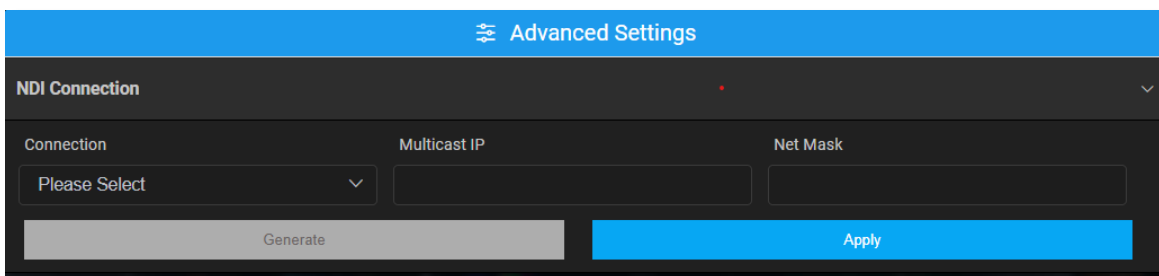 Advanced Settings
NDI Connection
Connection Multicast IP Net Mask
Please Select
Generate Apply